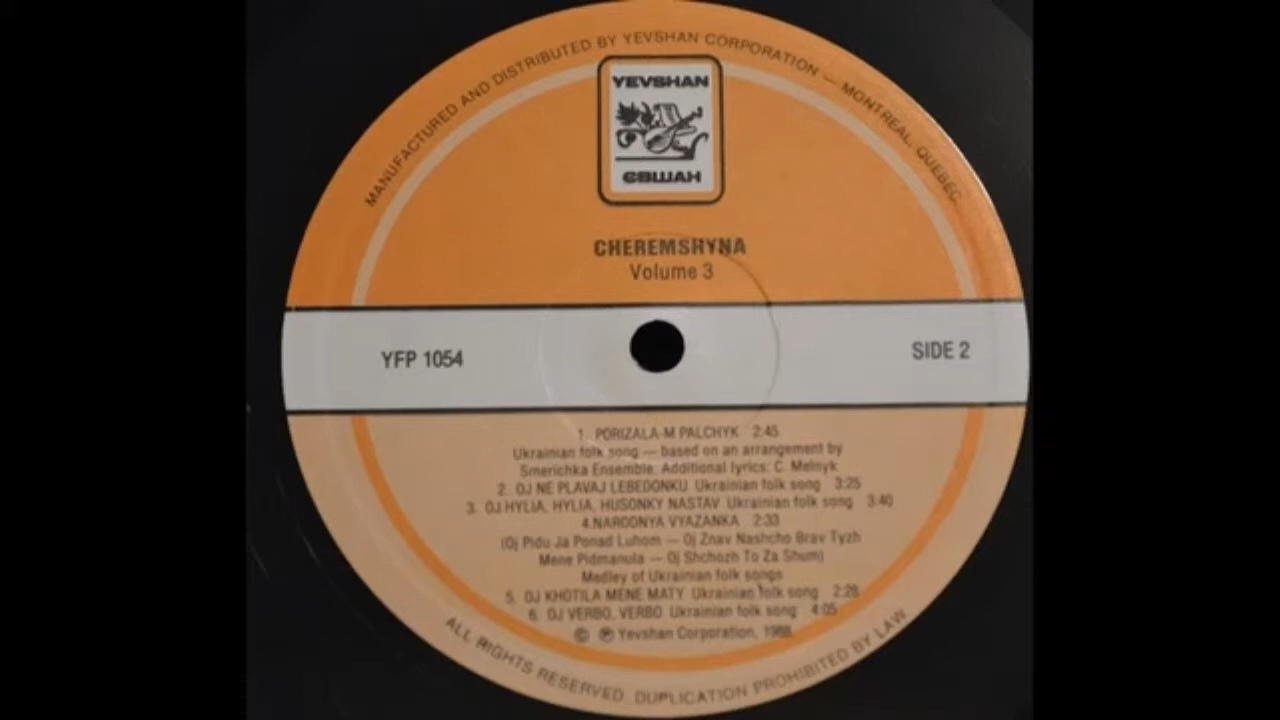 MANUFACTURED AND DISTRIBUTED BY YEVSHAN CORPORATION — MONTREAL, QUEBEC
YEVSHAN
ЄВШАН
CHEREMSHYNA
Volume 3
YFP 1054
SIDE 2
1. PORIZALA-M PALCHYK 2:45
Ukrainian folk song — based on an arrangement by
Smerichka Ensemble. Additional lyrics: C. Melnyk
2. OJ NE PLAVAJ LEBEDONKU Ukrainian folk song 3:25
3. OJ HYLIA, HYLIA, HUSONKY NASTAV Ukrainian folk song 3:40
4.NARODNYA VYAZANKA 2:33
(Oj Pidu Ja Ponad Luhom — Oj Znav Nashcho Brav Tyzh
Mene Pidmanula — Oj Shchozh To Za Shum)
Medley of Ukrainian folk songs
5. OJ KHOTILA MENE MATY Ukrainian folk song 2:28
6. OJ VERBO, VERBO Ukrainian folk song 4:05
© ℗ Yevshan Corporation, 1988
ALL RIGHTS RESERVED. DUPLICATION PROHIBITED BY LAW